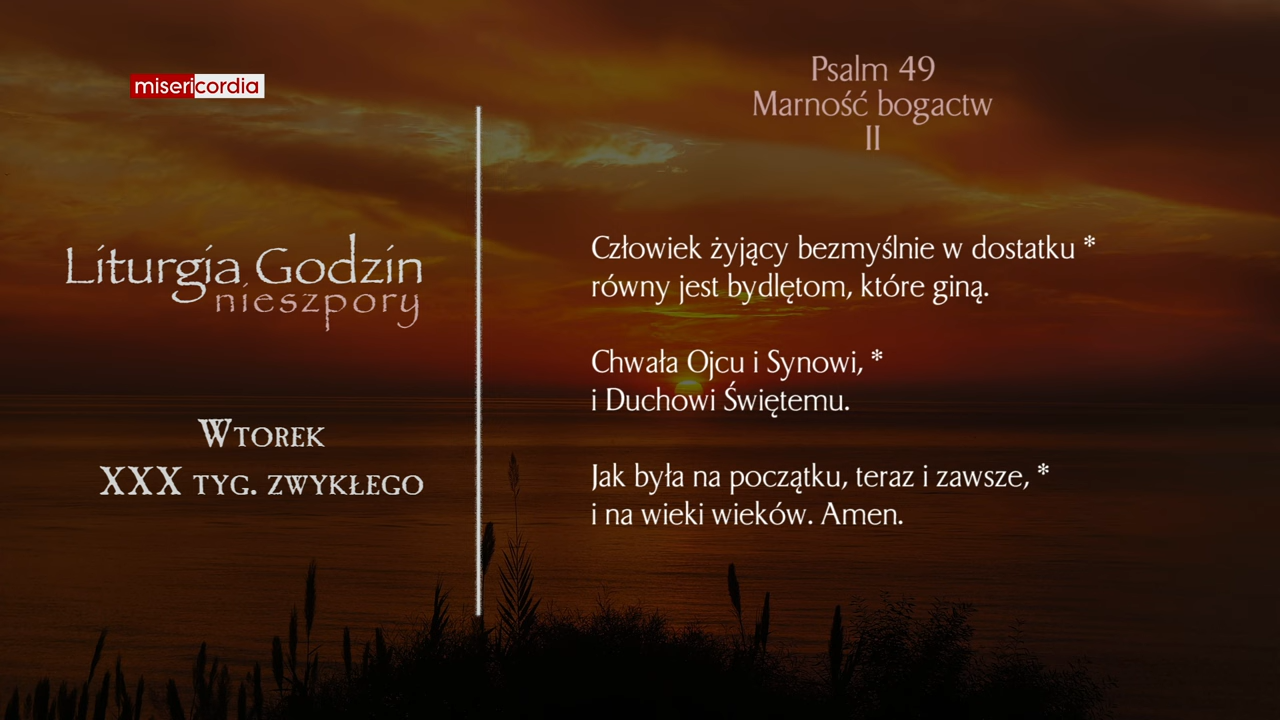 misericordia
Liturgia Godzin
nieszpory
Wtorek
XXX tyg. zwykłego
Psalm 49
Marność bogactw
II
Człowiek żyjący bezmyślnie w dostatku *
równy jest bydlętom, które giną.
Chwała Ojcu i Synowi, *
i Duchowi Świętemu.
Jak była na początku, teraz i zawsze, *
i na wieki wieków. Amen.